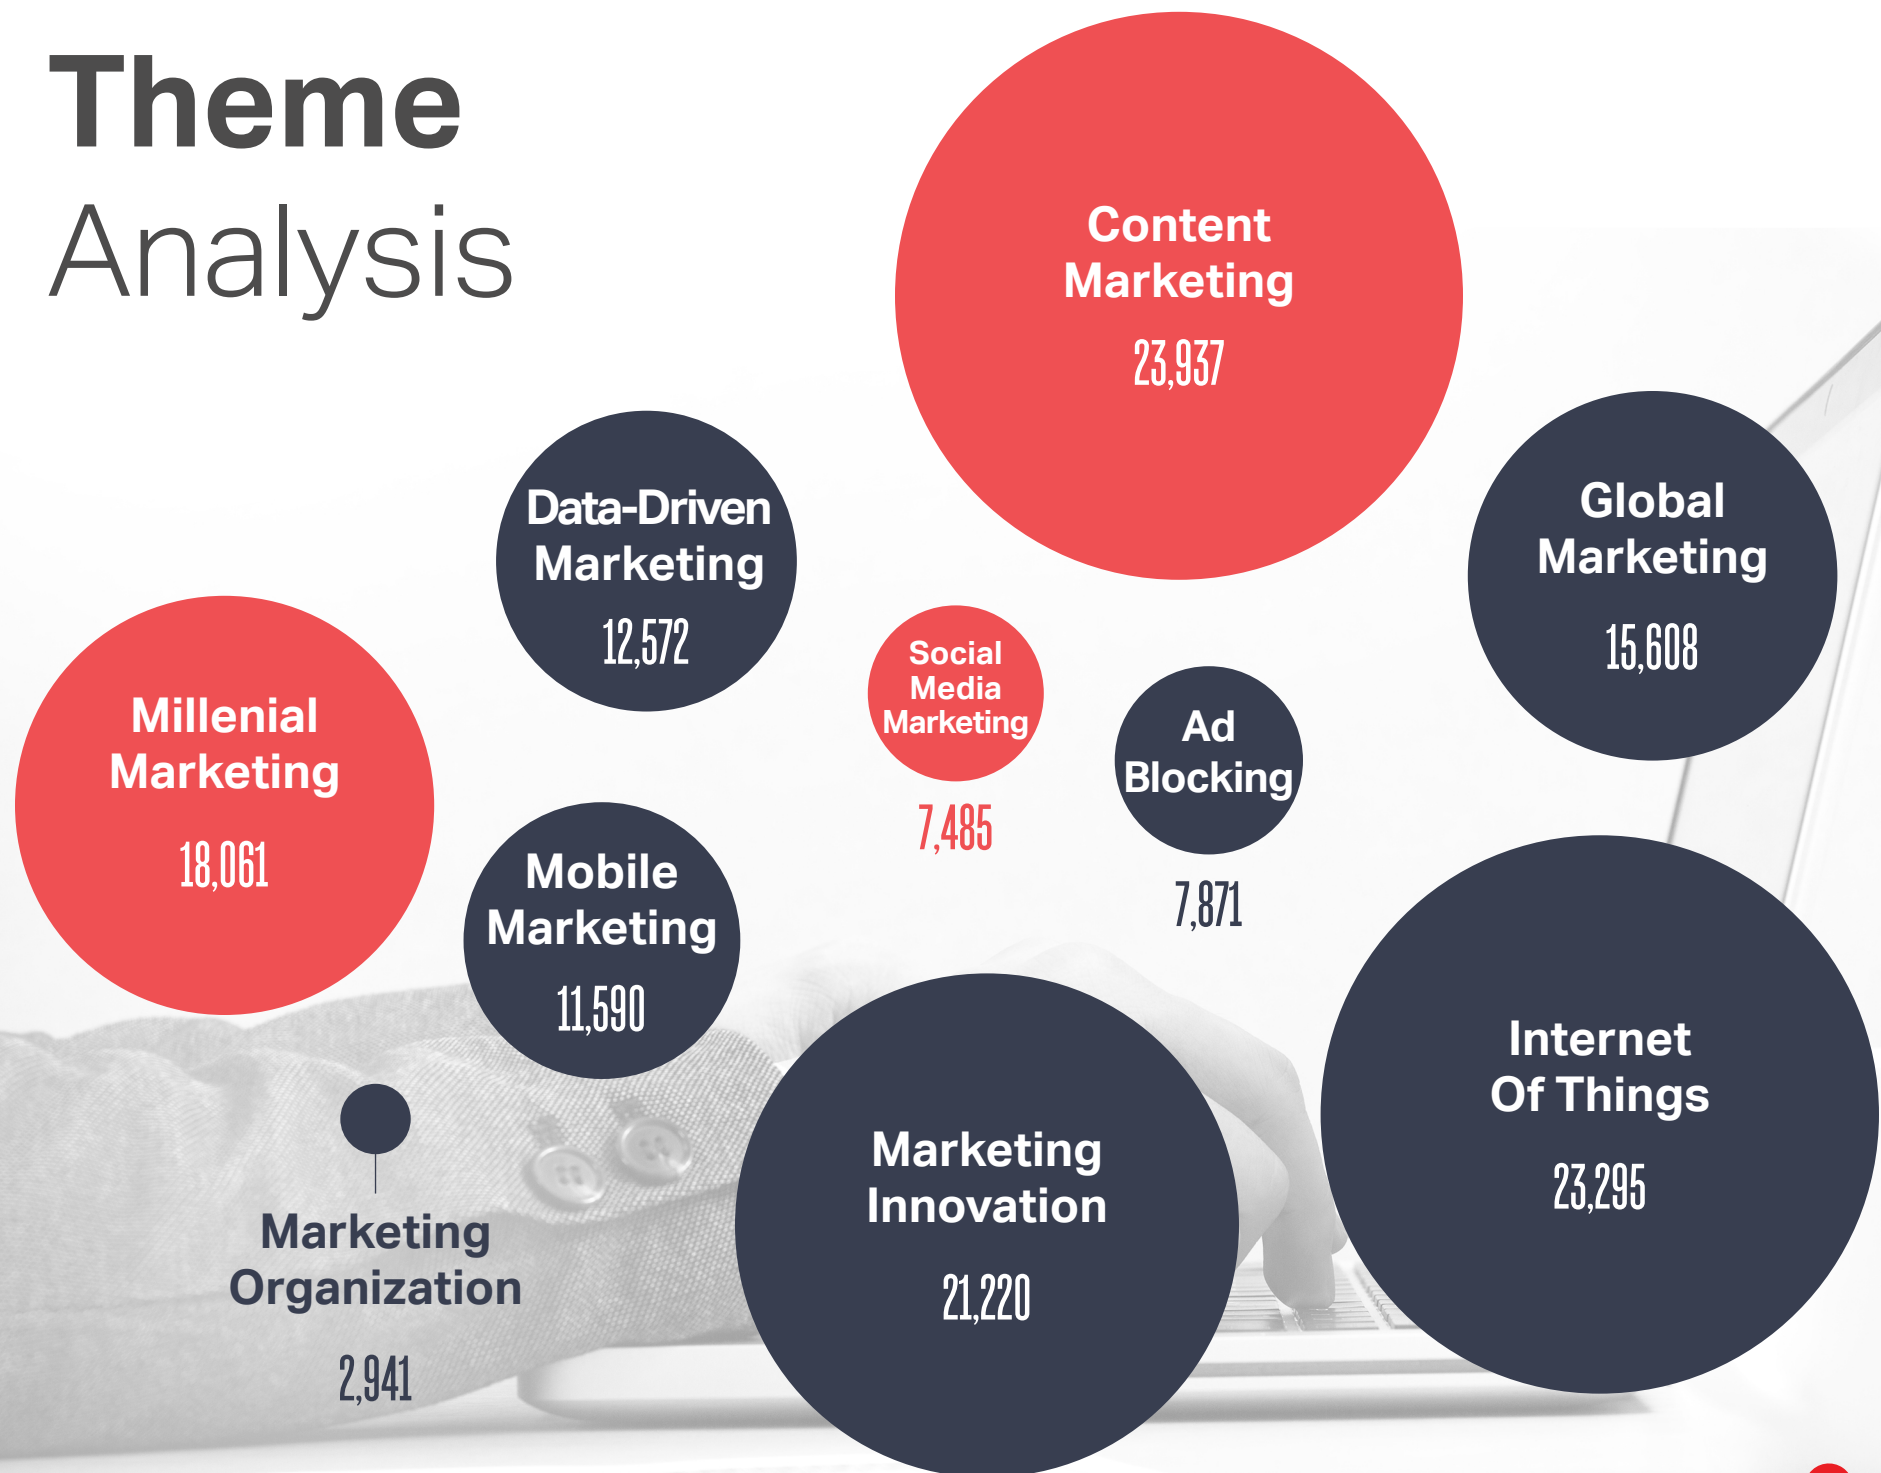 Theme
Analysis
Content
Marketing
23,937
Data-Driven
Marketing
12,572
Global
Marketing
15,608
Social
Media
Marketing
7,485
Ad
Blocking
7,871
Millenial
Marketing
18,061
Mobile
Marketing
11,590
Internet
Of Things
23,295
Marketing
Innovation
21,220
Marketing
Organization
2,941